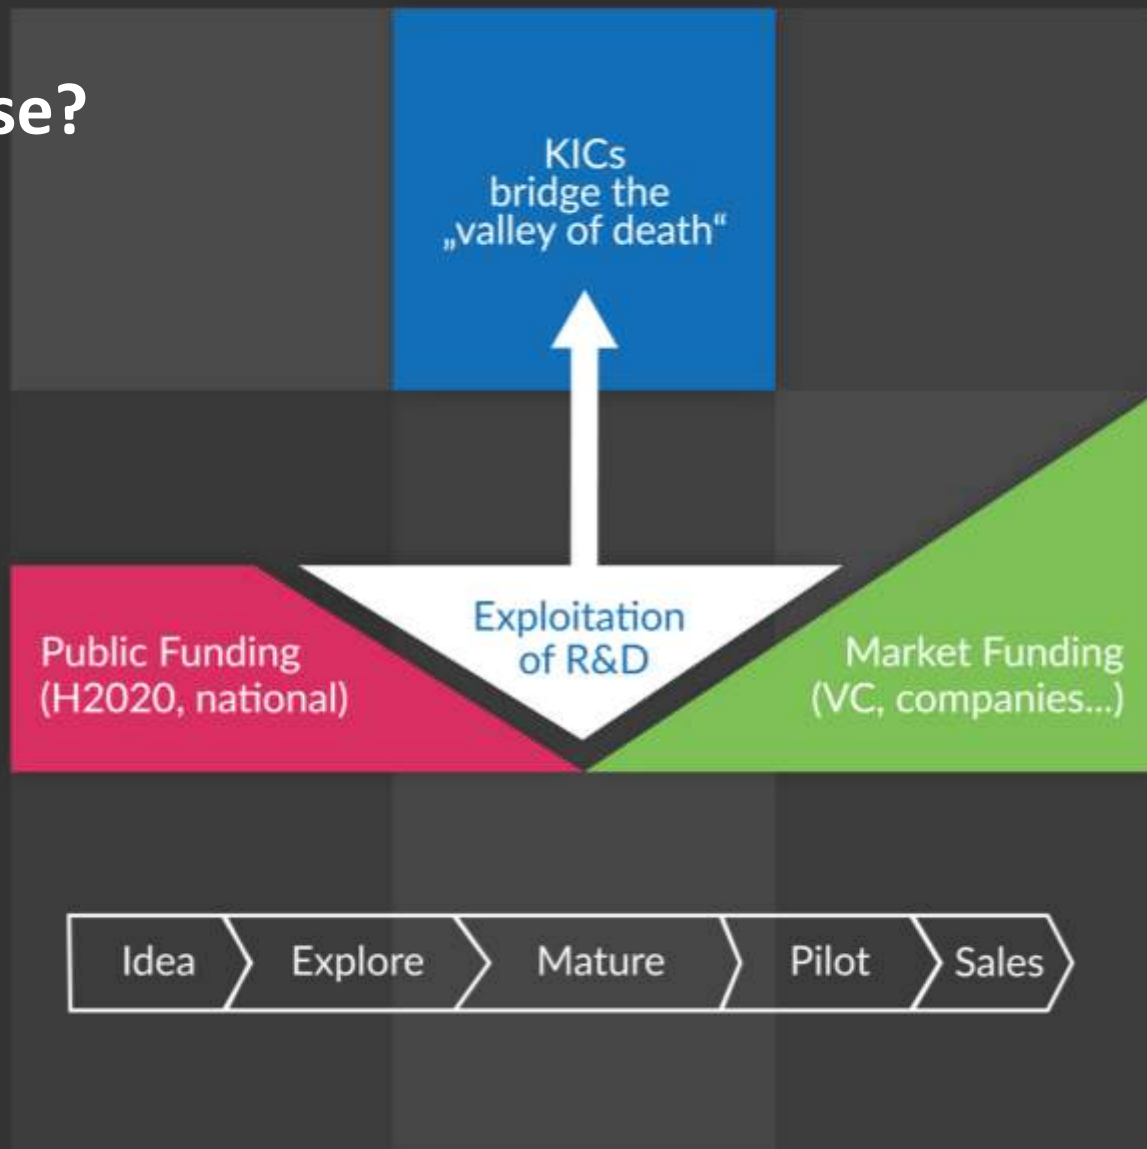 se?
KICs
bridge the
„valley of death“
Exploitation
of R&D
Public Funding
(H2020, national)
Market Funding
(VC, companies...)
Idea
Explore
Mature
Pilot
Sales